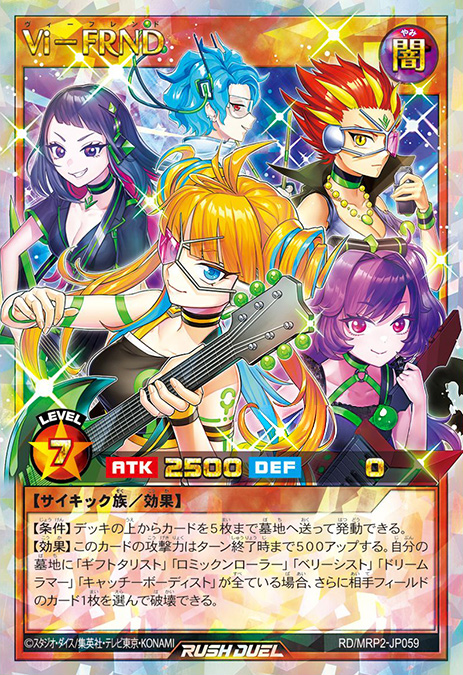 ヴィーフレンド
Vi－FRND
やみ
闇
LEVEL
7
ATK 2500 DEF 0
【サイキック族／効果】
【条件】デッキの上からカードを5枚まで墓地へ送って発動できる。
【効果】このカードの攻撃力はターン終了時まで500アップする。自分の
墓地に「ギフトタリスト」「ロミックンローラー」「ベリーシスト」「ドリーム
ラマー」「キャッチーボーディスト」が全ている場合、さらに相手フィールド
のカード1枚を選んで破壊できる。
©スタジオ・ダイス/集英社・テレビ東京・KONAMI
RUSH DUEL
RD/MRP2-JP059